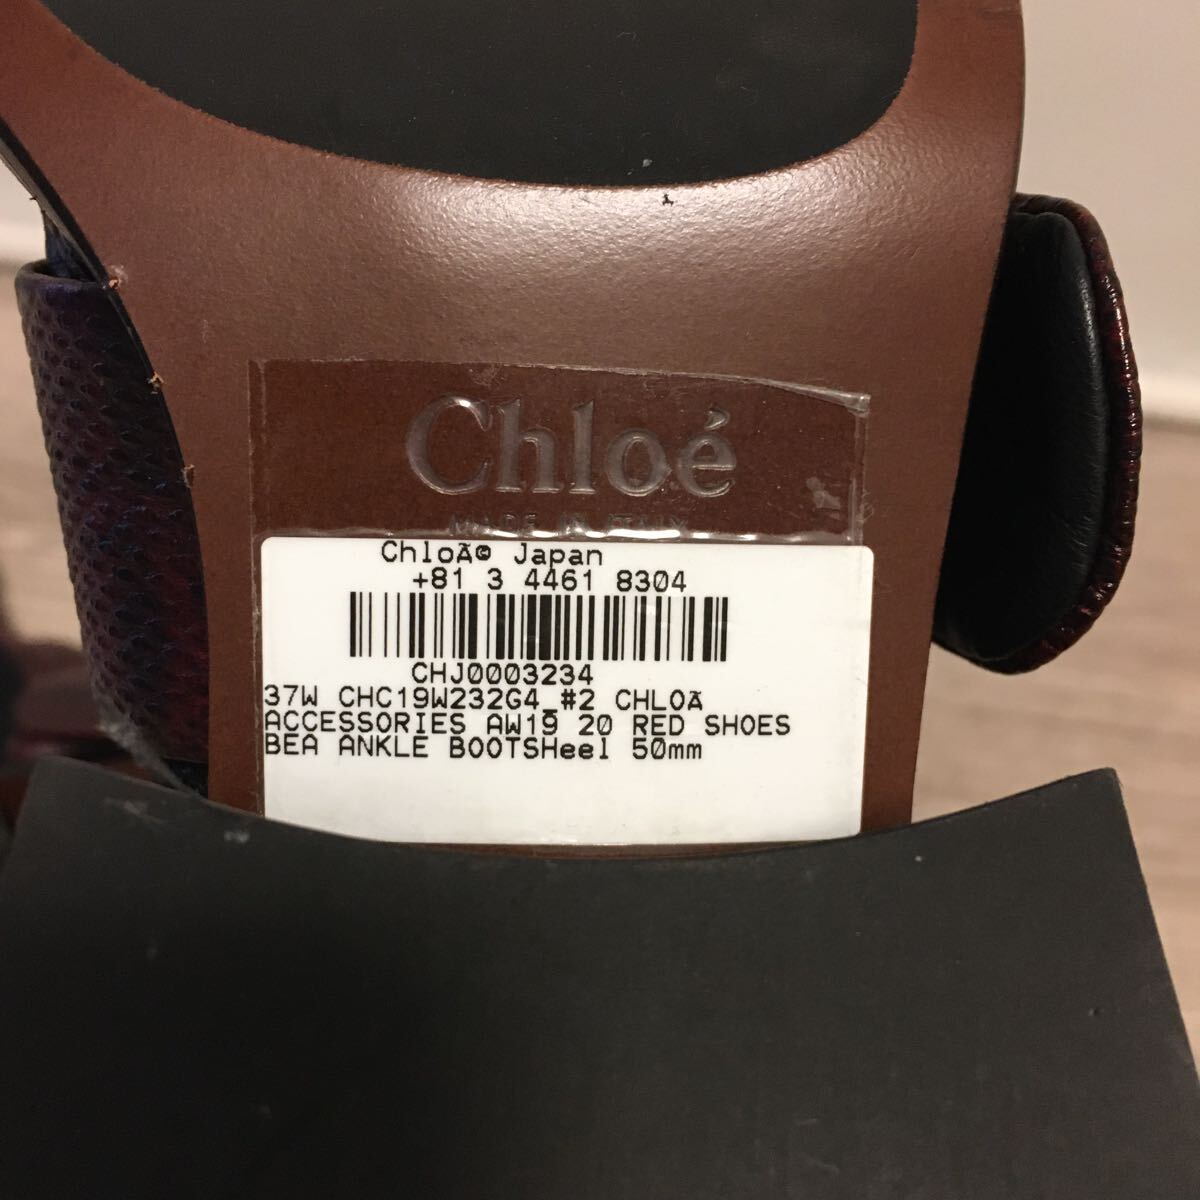 Chloé
MADE IN ITALY
ChloÃ© Japan
+81 3 4461 8304
CHJ0003234
37W CHC19W232G4_#2 CHLOÃ
ACCESSORIES AW19 20 RED SHOES
BEA ANKLE BOOTSHeel 50mm